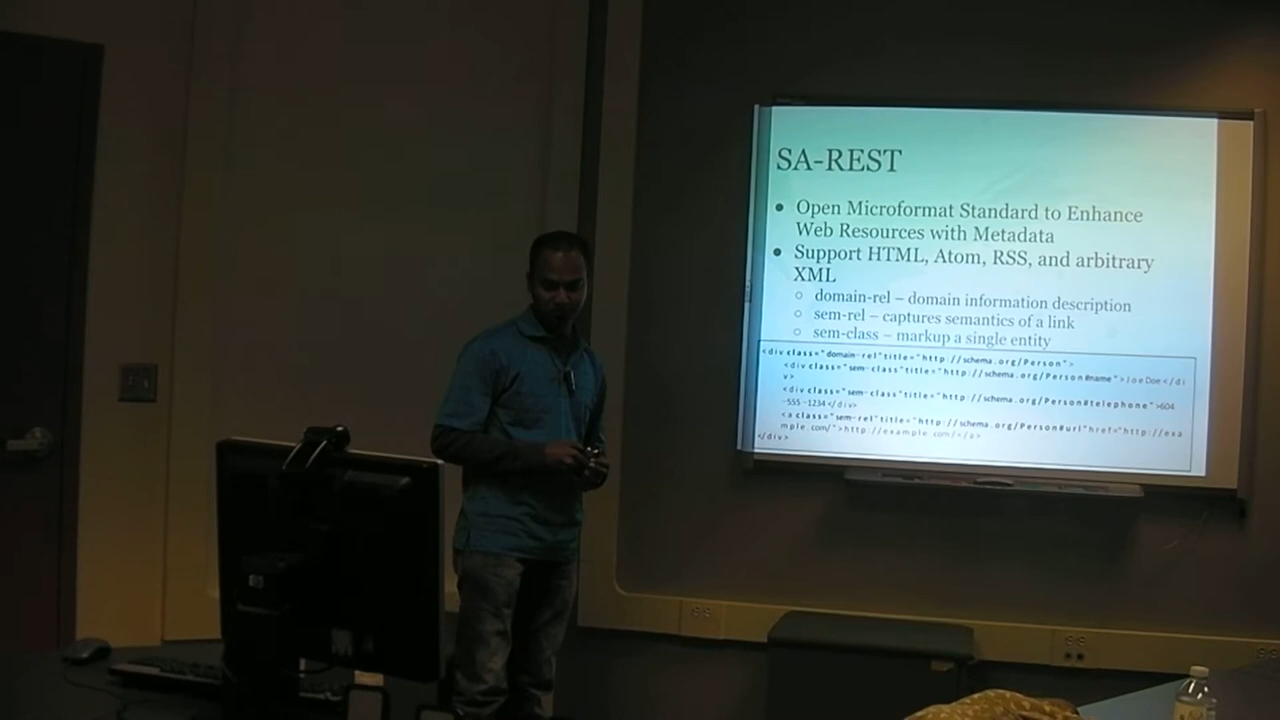 SA-REST
● Open Microformat Standard to Enhance
Web Resources with Metadata
● Support HTML, Atom, RSS, and arbitrary
XML
○ domain-rel – domain information description
○ sem-rel – captures semantics of a link
○ sem-class – markup a single entity
<div class="domain-rel"title="http://schema.org/Person">
<div class="sem-class"title="http://schema.org/Person#name">Joe Doe</di
v>
<div class="sem-class"title="http://schema.org/Person#telephone">604
-555-1234</div>
<a class="sem-rel"title="http://schema.org/Person#url"href="http://exa
mple.com/">http://example.com/</a>
</div>
hp